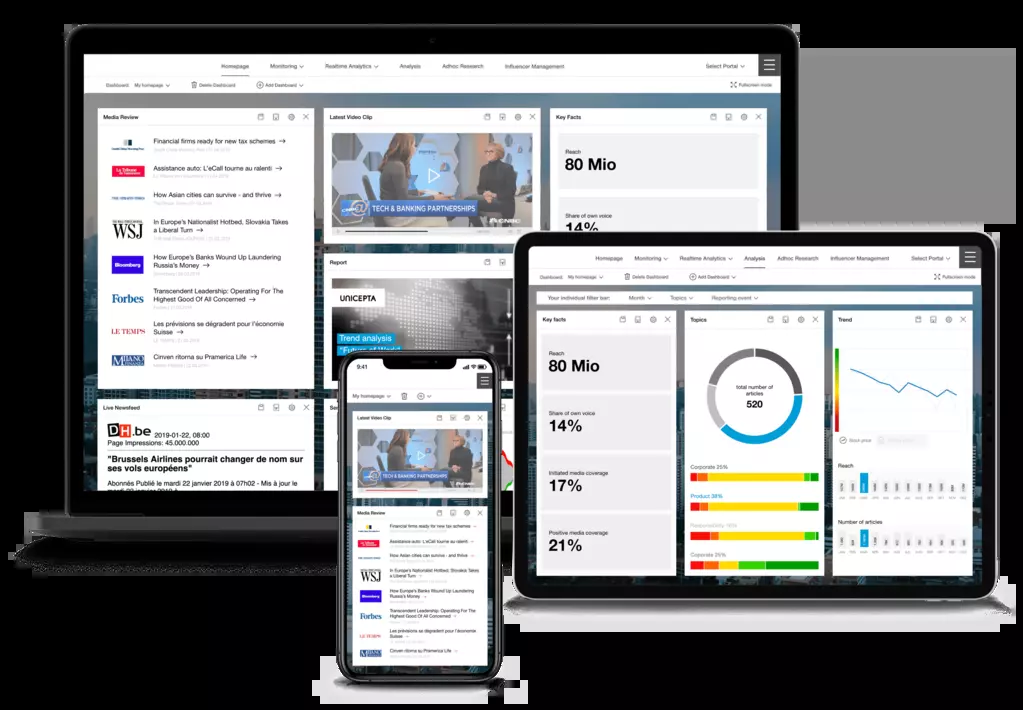 Homepage Monitoring Realtime Analytics Analysis Adhoc Research Influencer Management Select Portal
Dashboard: My homepage Delete Dashboard Add Dashboard Fullscreen mode
Media Review
Financial firms ready for new tax schemes →
La Tribune
Assistance auto: L'eCall tourne au ralenti →
How Asian cities can survive - and thrive →
WSJ
In Europe's Nationalist Hotbed, Slovakia Takes
a Liberal Turn →
Bloomberg
How Europe's Banks Wound Up Laundering
Russia's Money →
Forbes
Transcendent Leadership: Operating For The
Highest Good Of All Concerned →
LE TEMPS
Les prévisions se dégradent pour l'économie
Suisse →
MILANO
Cinven ritorna su Pramerica Life →
Latest Video Clip
TECH & BANKING PARTNERSHIPS
Report
UNICEPTA
Trend analysis
Key Facts
Reach
80 Mio
Share of own voice
14%
Live Newsfeed
DH.be 2019-01-22, 08:00
Page Impressions: 45.000.000
"Brussels Airlines pourrait changer de nom sur
ses vols européens"
Abonnés Publié le mardi 22 janvier 2019 à 07h02 - Mis à jour le
mardi 22 janvier 2019 à
9:41
My homepage
Latest Video Clip
TECH & BANKING PARTNERSHIPS
Media Review
Financial firms ready for new tax schemes
Assistance auto: L'eCall tourne au ralenti
How Asian cities can survive - and thrive
WSJ
In Europe's Nationalist Hotbed, Slovakia Takes
a Liberal Turn
Bloomberg
How Europe's Banks Wound Up Laundering
Russia's Money
Forbes
Transcendent Leadership: Operating For The
Highest Good Of All Concerned
LE TEMPS
Les prévisions se dégradent pour l'économie
Suisse
MILANO
Cinven ritorna su Pramerica Life
Homepage Monitoring Realtime Analytics Analysis Adhoc Research Influencer Management Select Portal
Dashboard: My homepage Delete Dashboard Add Dashboard Fullscreen mode
Your individual filter bar: Month Topics Reporting event
Key facts
Reach
80 Mio
Share of own voice
14%
Initiated media coverage
17%
Positive media coverage
21%
Topics
total number of
articles
520
Corporate 25%
Product 38%
Corporate 25%
Trend
Stock price
Reach
Number of articles